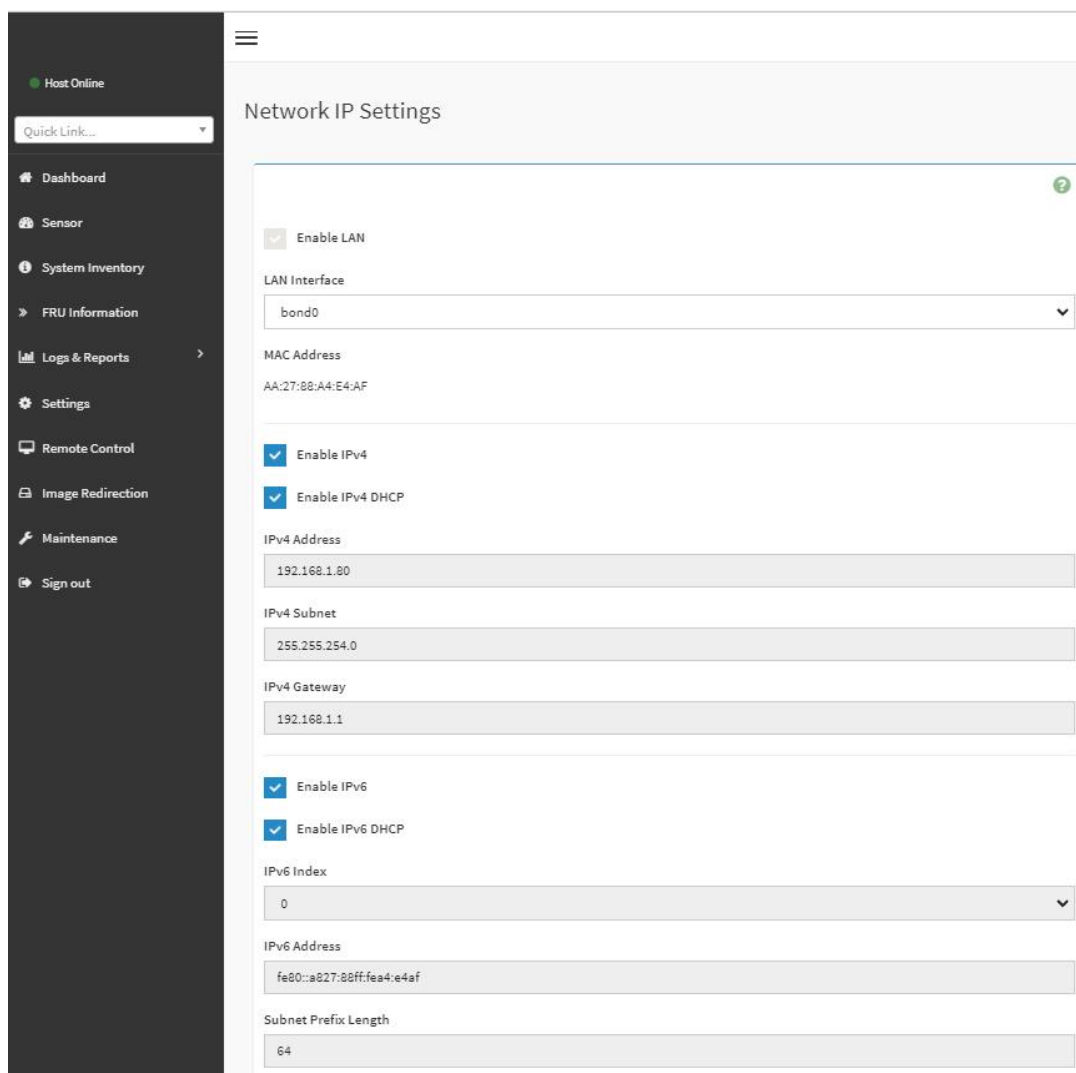 Host Online
Quick Link...
Dashboard
Sensor
System Inventory
FRU Information
Logs & Reports
Settings
Remote Control
Image Redirection
Maintenance
Sign out
Network IP Settings
Enable LAN
LAN Interface
bond0
MAC Address
AA:27:88:A4:E4:AF
Enable IPv4
Enable IPv4 DHCP
IPv4 Address
192.168.1.80
IPv4 Subnet
255.255.254.0
IPv4 Gateway
192.168.1.1
Enable IPv6
Enable IPv6 DHCP
IPv6 Index
0
IPv6 Address
fe80::a827:88ff:fea4:e4af
Subnet Prefix Length
64